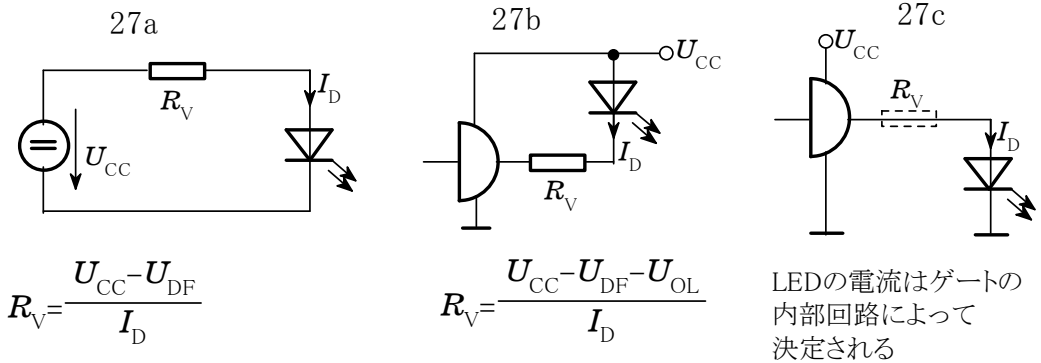 27a
R_V
I_D
U_CC
R_V=(U_CC-U_DF)/I_D
27b
U_CC
I_D
R_V
R_V=(U_CC-U_DF-U_OL)/I_D
27c
U_CC
R_V
I_D
LEDの電流はゲートの
内部回路によって
決定される